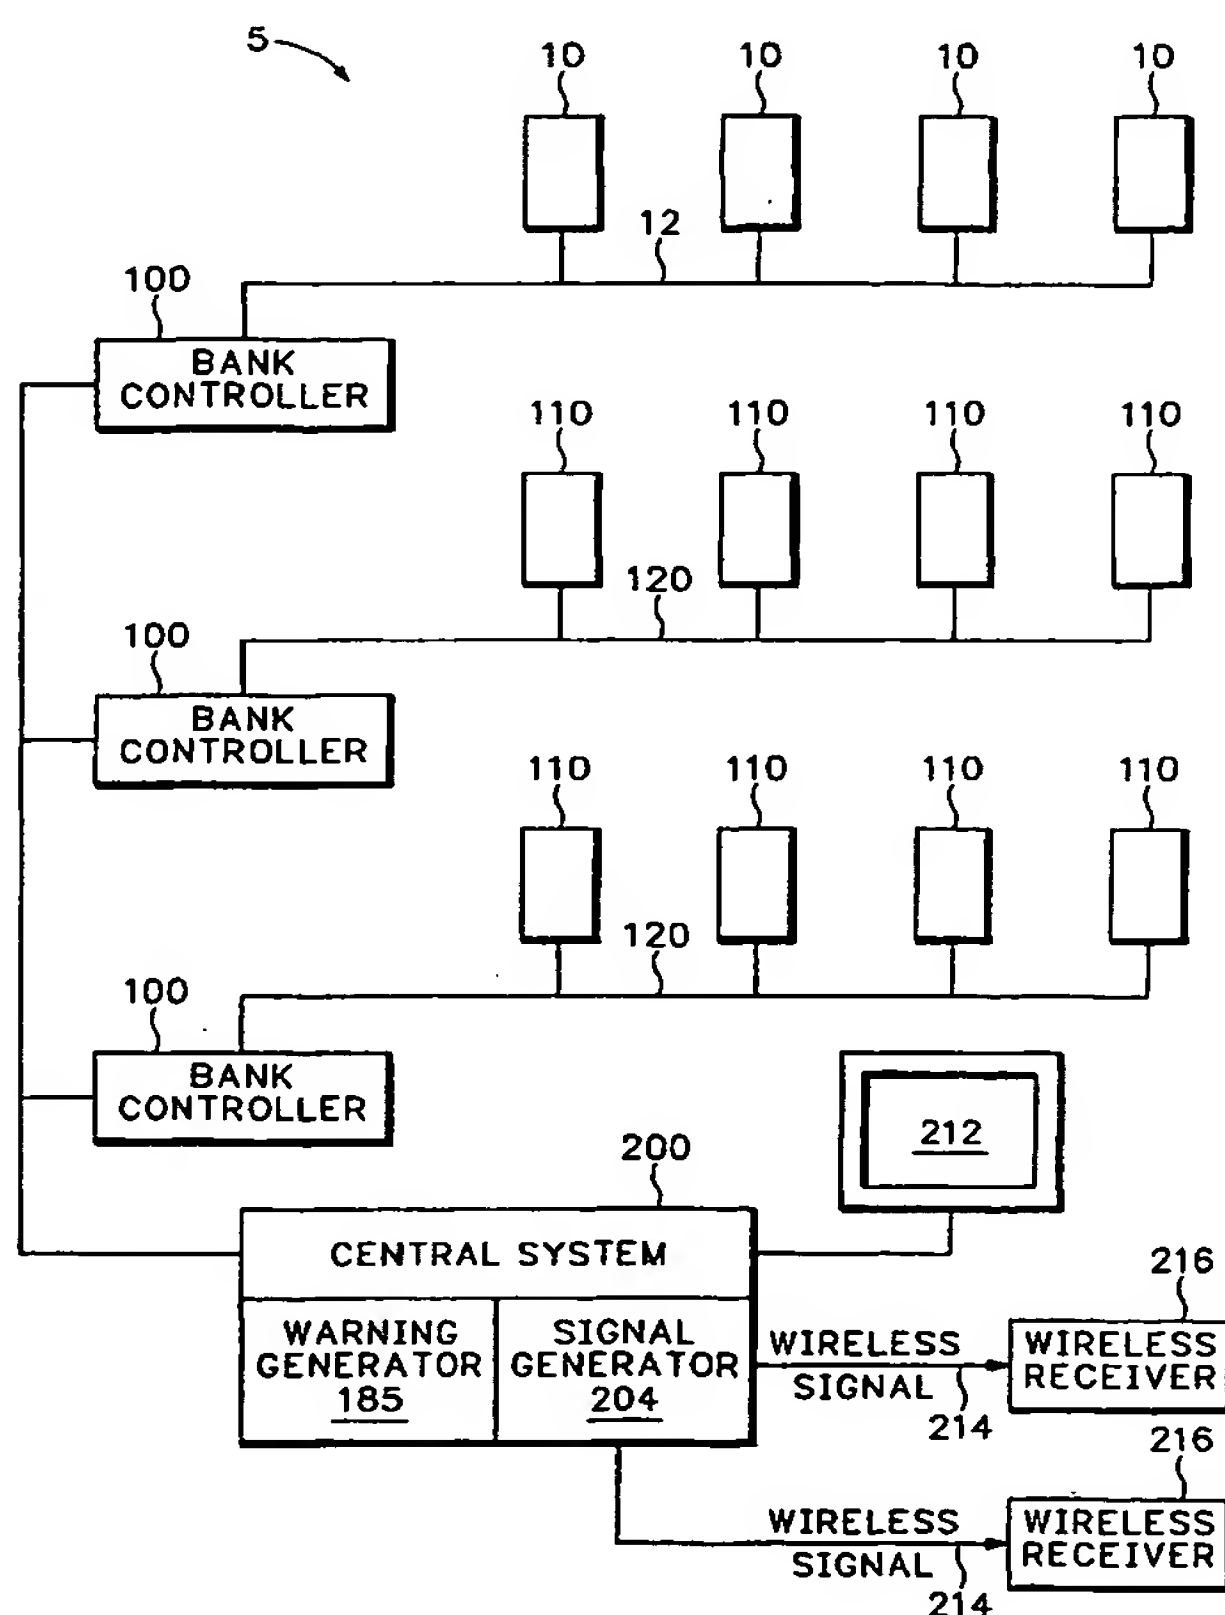 5
10 10 10 10
12
100
BANK
CONTROLLER
110 110 110 110
120
100
BANK
CONTROLLER
110 110 110 110
120
100
BANK
CONTROLLER
212
200
CENTRAL SYSTEM
WARNING
GENERATOR
185
SIGNAL
GENERATOR
204
WIRELESS
SIGNAL
214
216
WIRELESS
RECEIVER
WIRELESS
SIGNAL
214
216
WIRELESS
RECEIVER